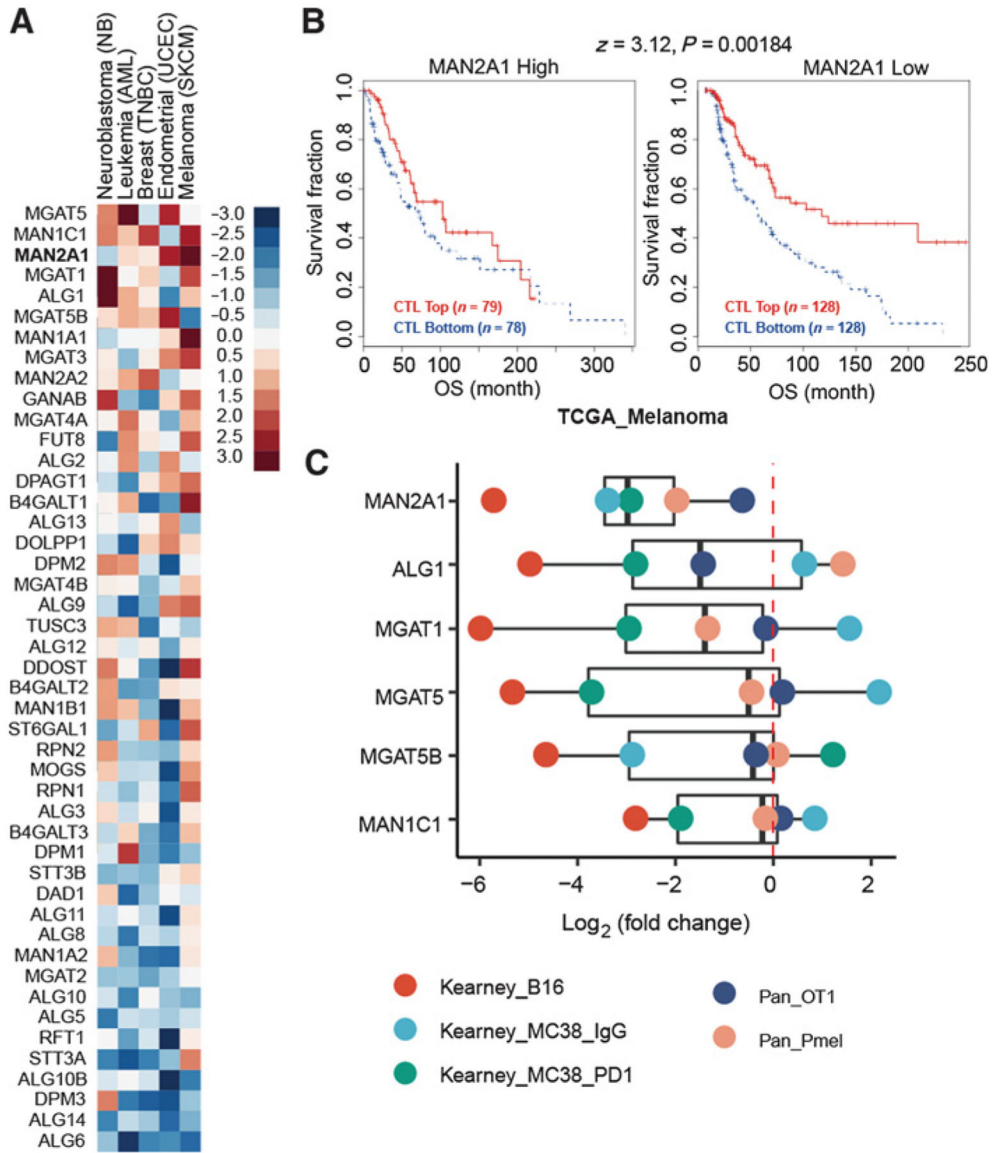 A
Neuroblastoma (NB)
Leukemia (AML)
Breast (TNBC)
Endometrial (UCEC)
Melanoma (SKCM)
MGAT5
MAN1C1
MAN2A1
MGAT1
ALG1
MGAT5B
MAN1A1
MGAT3
MAN2A2
GANAB
MGAT4A
FUT8
ALG2
DPAGT1
B4GALT1
ALG13
DOLPP1
DPM2
MGAT4B
ALG9
TUSC3
ALG12
DDOST
B4GALT2
MAN1B1
ST6GAL1
RPN2
MOGS
RPN1
ALG3
B4GALT3
DPM1
STT3B
DAD1
ALG11
ALG8
MAN1A2
MGAT2
ALG10
ALG5
RFT1
STT3A
ALG10B
DPM3
ALG14
ALG6
−3.0
−2.5
−2.0
−1.5
−1.0
−0.5
0.0
0.5
1.0
1.5
2.0
2.5
3.0
B
z = 3.12, P = 0.00184
MAN2A1 High
Survival fraction
1.0
0.8
0.6
0.4
0.2
0.0
CTL Top (n = 79)
CTL Bottom (n = 78)
0 50 100 200 300
OS (month)
MAN2A1 Low
Survival fraction
1.0
0.8
0.6
0.4
0.2
0.0
CTL Top (n = 128)
CTL Bottom (n = 128)
0 50 100 150 200 250
OS (month)
TCGA_Melanoma
C
MAN2A1
ALG1
MGAT1
MGAT5
MGAT5B
MAN1C1
−6 −4 −2 0 2
Log2 (fold change)
Kearney_B16
Kearney_MC38_IgG
Kearney_MC38_PD1
Pan_OT1
Pan_Pmel